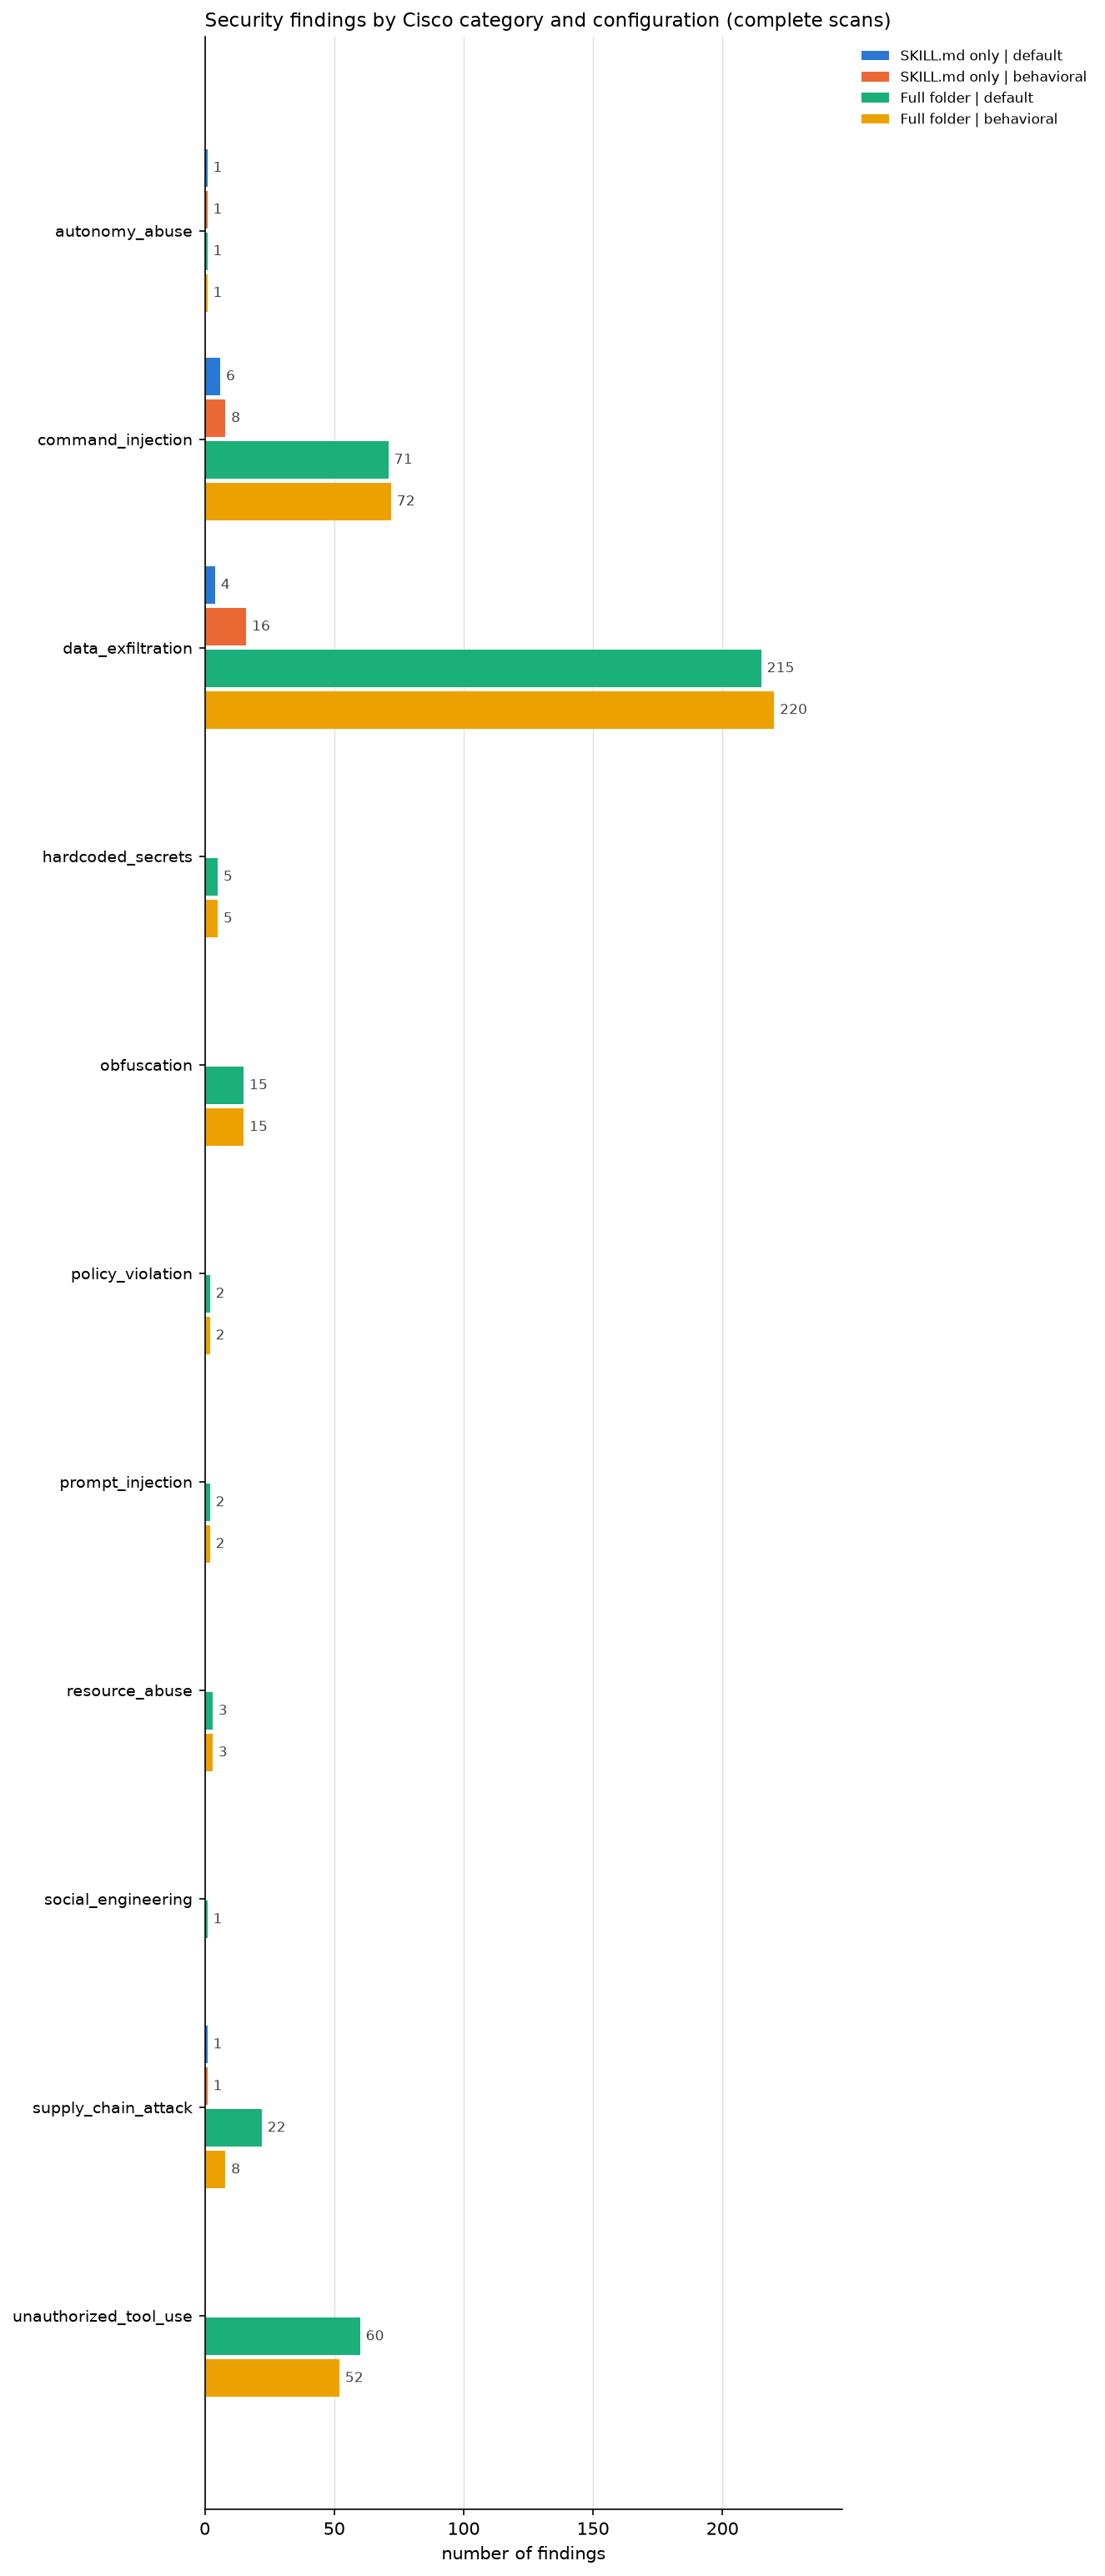 Security findings by Cisco category and configuration (complete scans)
SKILL.md only | default
SKILL.md only | behavioral
Full folder | default
Full folder | behavioral
1
1
autonomy_abuse
1
1
6
8
command_injection
71
72
4
16
data_exfiltration
215
220
hardcoded_secrets
5
5
obfuscation
15
15
policy_violation
2
2
prompt_injection
2
2
resource_abuse
3
3
social_engineering
1
1
1
supply_chain_attack
22
8
unauthorized_tool_use
60
52
0 50 100 150 200
number of findings